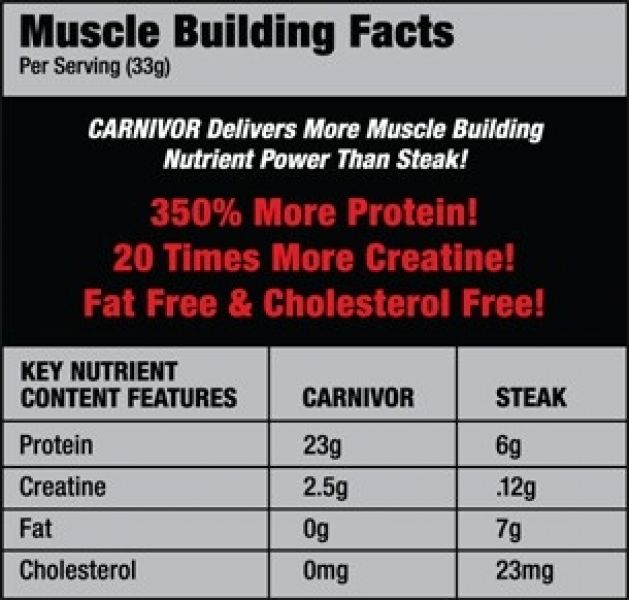 Muscle Building Facts
Per Serving (33g)
CARNIVOR Delivers More Muscle Building
Nutrient Power Than Steak!
350% More Protein!
20 Times More Creatine!
Fat Free & Cholesterol Free!
KEY NUTRIENT
CONTENT FEATURES CARNIVOR STEAK
Protein 23g 6g
Creatine 2.5g .12g
Fat 0g 7g
Cholesterol 0mg 23mg